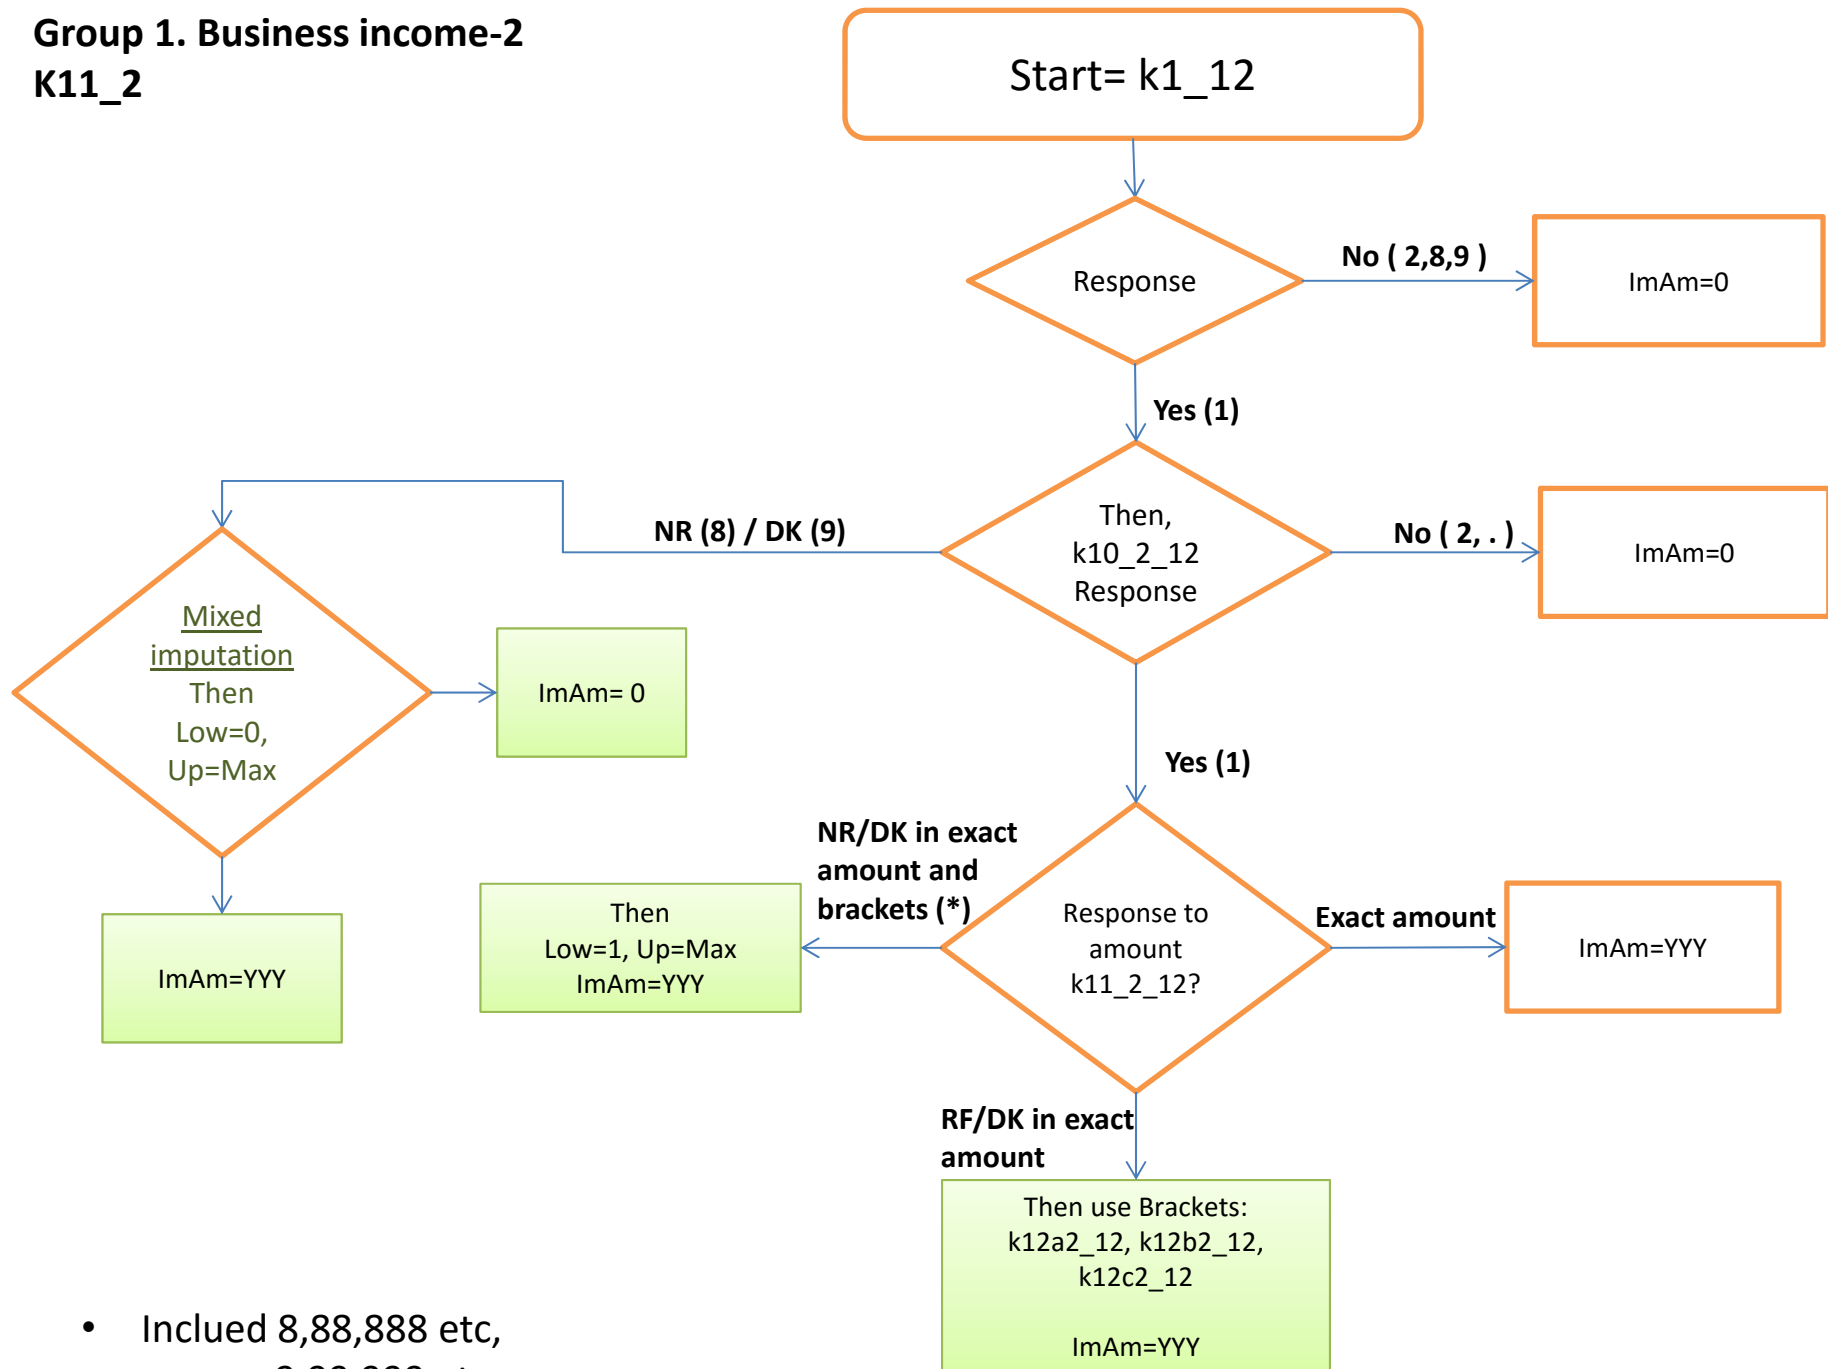 Group 1. Business income-2
K11_2
Start= k1_12
Response
No ( 2,8,9 )
ImAm=0
Yes (1)
Then,
k10_2_12
Response
NR (8) / DK (9)
No ( 2, . )
ImAm=0
Mixed
imputation
Then
Low=0,
Up=Max
ImAm= 0
ImAm=YYY
Yes (1)
NR/DK in exact
amount and
brackets (*)
Then
Low=1, Up=Max
ImAm=YYY
Response to
amount
k11_2_12?
Exact amount
ImAm=YYY
RF/DK in exact
amount
Then use Brackets:
k12a2_12, k12b2_12,
k12c2_12
ImAm=YYY
• Inclued 8,88,888 etc,